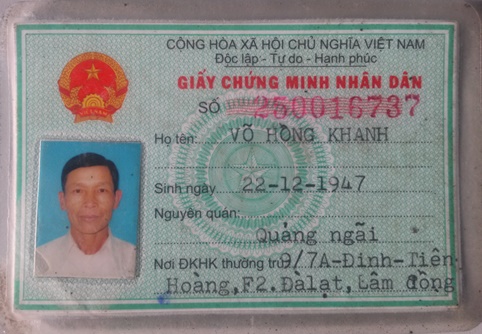 CỘNG HÒA XÃ HỘI CHỦ NGHĨA VIỆT NAM
Độc lập - Tự do - Hạnh phúc
GIẤY CHỨNG MINH NHÂN DÂN
SỐ 250016737
Họ tên: VÕ HỒNG KHANH
Sinh ngày 22-12-1947
Nguyên quán:
Quảng ngãi
Nơi ĐKHK thường trú: 9/7A-Đinh-Tiên
Hoàng,F2.Đàlạt,Lâm đồng